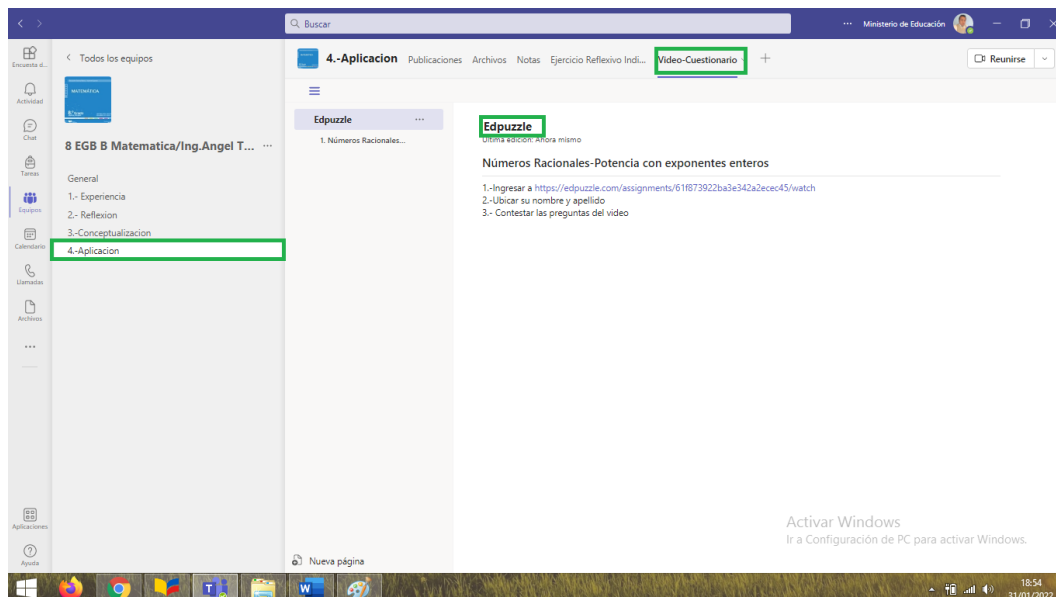 Buscar
Ministerio de Educación
Encuesta d...
Actividad
Chat
Tareas
Equipos
Calendario
Llamadas
Archivos
Aplicaciones
Ayuda
Todos los equipos
MATEMÁTICA
8 EGB B Matematica/Ing.Angel T...
General
1.- Experiencia
2.- Reflexion
3.-Conceptualizacion
4.-Aplicacion
4.-Aplicacion Publicaciones Archivos Notas Ejercicio Reflexivo Indi... Video-Cuestionario
Reunirse
Edpuzzle
1. Números Racionales...
Nueva página
Edpuzzle
Última edición: Ahora mismo
Números Racionales-Potencia con exponentes enteros
1.-Ingresar a https://edpuzzle.com/assignments/61f873922ba3e342a2ecec45/watch
2.-Ubicar su nombre y apellido
3.- Contestar las preguntas del video
Activar Windows
Ir a Configuración de PC para activar Windows.
18:54
31/01/2022